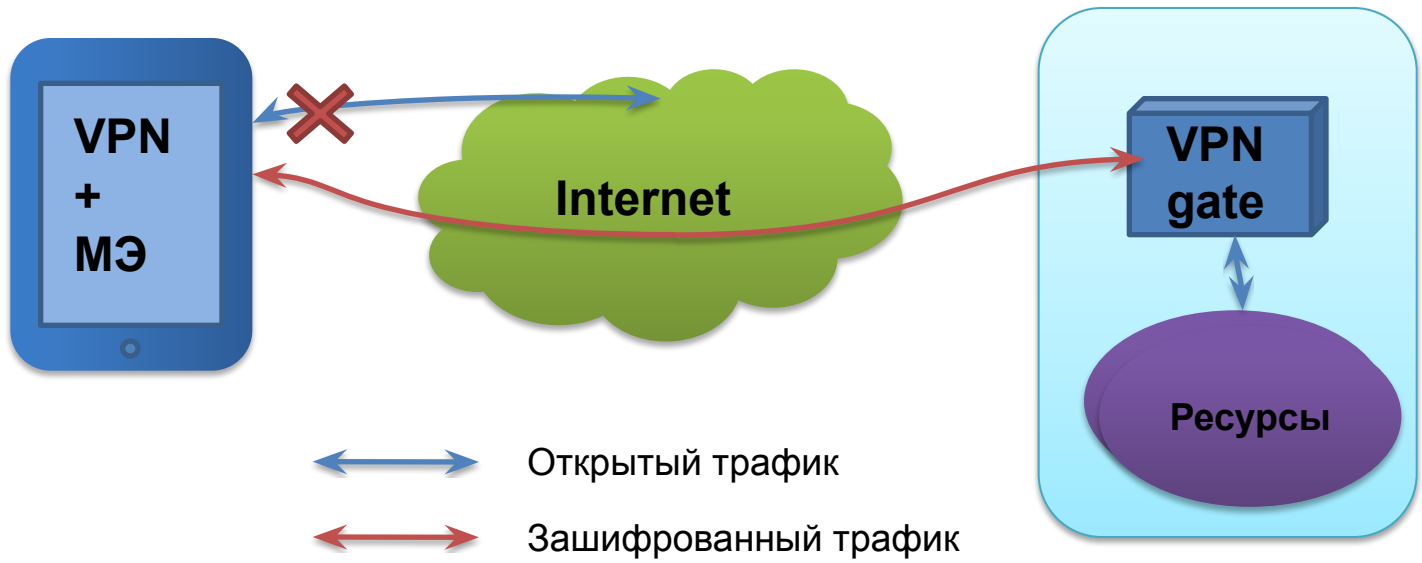 VPN
+
МЭ
Internet
VPN
gate
Ресурсы
Открытый трафик
Зашифрованный трафик